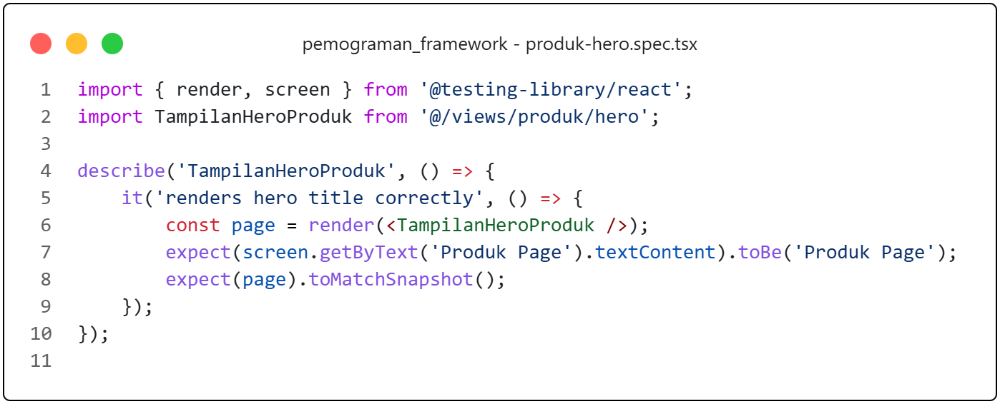 pemograman_framework - produk-hero.spec.tsx
1 import { render, screen } from '@testing-library/react';
2 import TampilanHeroProduk from '@/views/produk/hero';
3
4 describe('TampilanHeroProduk', () => {
5     it('renders hero title correctly', () => {
6         const page = render(<TampilanHeroProduk />);
7         expect(screen.getByText('Produk Page').textContent).toBe('Produk Page');
8         expect(page).toMatchSnapshot();
9     });
10 });
11